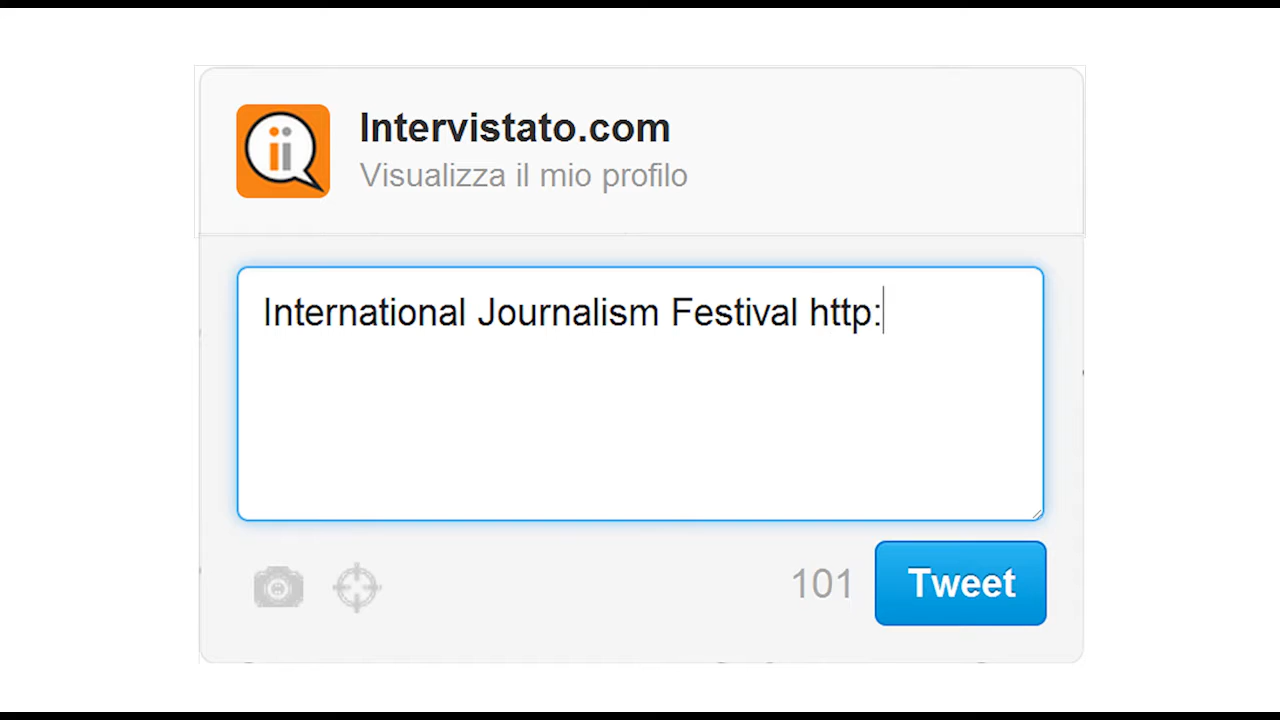 Intervistato.com
Visualizza il mio profilo
International Journalism Festival http:
101
Tweet